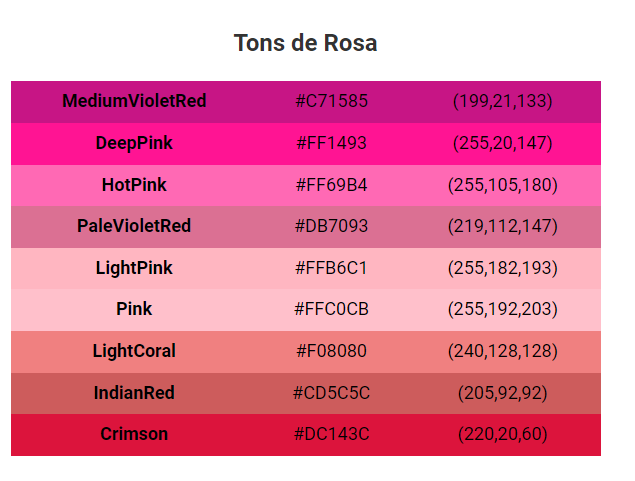 Tons de Rosa
MediumVioletRed #C71585 (199,21,133)
DeepPink #FF1493 (255,20,147)
HotPink #FF69B4 (255,105,180)
PaleVioletRed #DB7093 (219,112,147)
LightPink #FFB6C1 (255,182,193)
Pink #FFC0CB (255,192,203)
LightCoral #F08080 (240,128,128)
IndianRed #CD5C5C (205,92,92)
Crimson #DC143C (220,20,60)